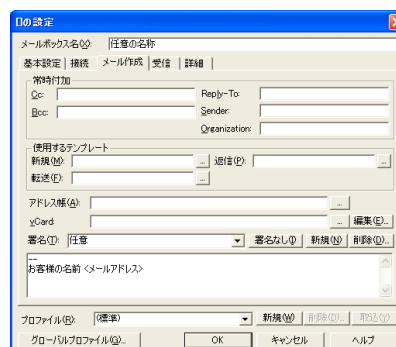 の設定
メールボックス名(X): 任意の名称
基本設定 接続 メール作成 受信 詳細
常時付加
Cc: Reply-To:
Bcc: Sender:
Organization:
使用するテンプレート
新規(M): ... 返信(P): ...
転送(F): ...
アドレス帳(A): ...
vCard: ... 編集(E)...
署名(T): 任意 署名なし(I) 新規(N) 削除(D)...
--
お客様の名前 <メールアドレス>
プロファイル(R): (標準) 新規(W) 削除(O)... 取込(Y)
グローバルプロファイル(G)... OK キャンセル ヘルプ